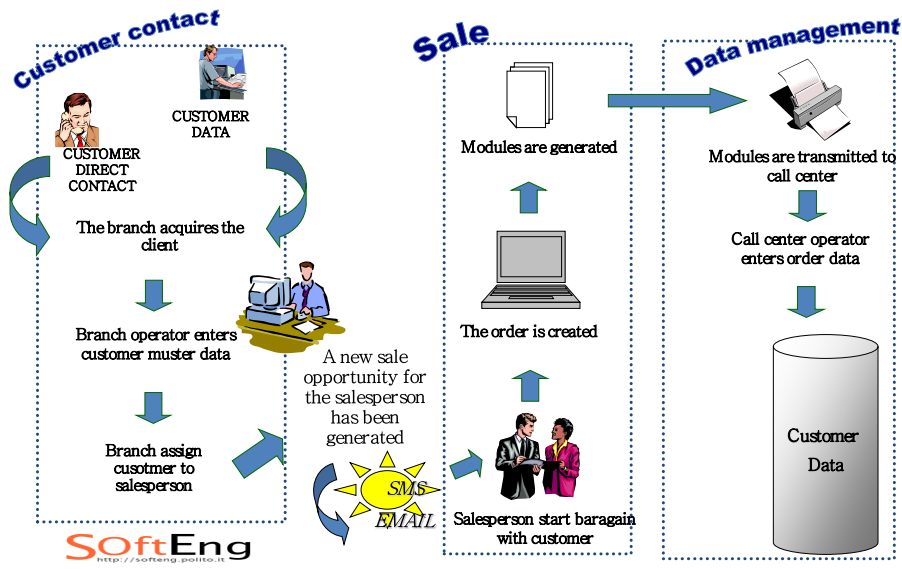 Customer contact
CUSTOMER
DATA
CUSTOMER
DIRECT
CONTACT
The branch acquires the
client
Branch operator enters
customer muster data
Branch assign
cusotmer to
salesperson
A new sale
opportunity for
the salesperson
has been
generated
SMS
EMAIL
Sale
Modules are generated
The order is created
Salesperson start baragain
with customer
Data management
Modules are transmitted to
call center
Call center operator
enters order data
Customer
Data
SOftEng
http://softeng.polito.it